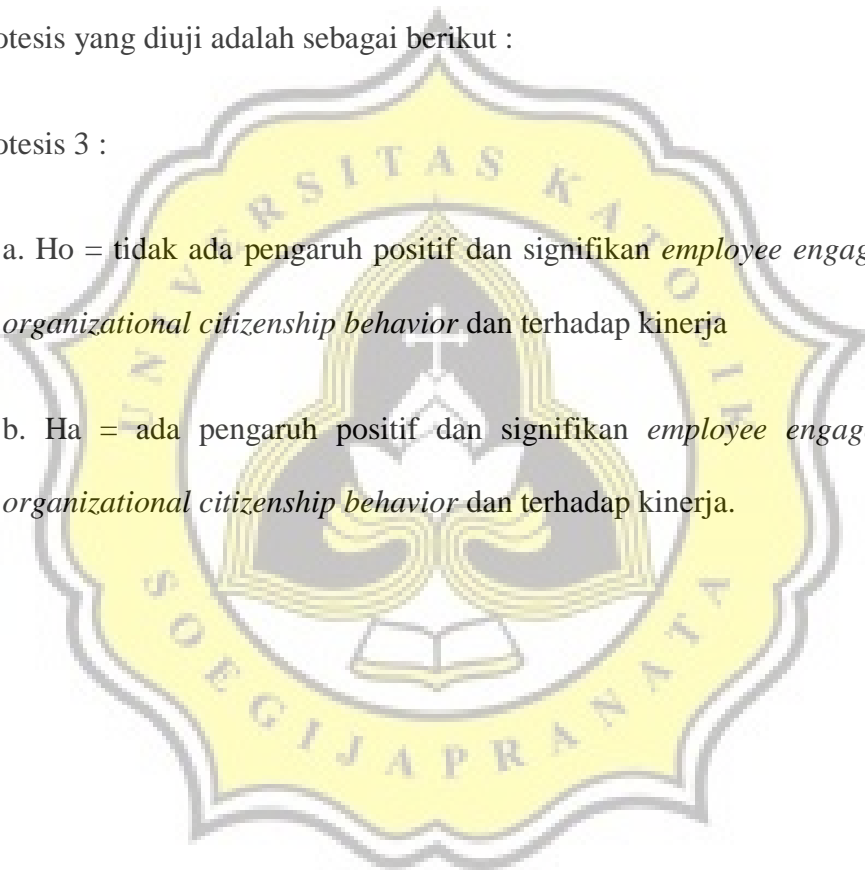 otesis yang diuji adalah sebagai berikut :
otesis 3 :
a. Ho = tidak ada pengaruh positif dan signifikan employee engag
organizational citizenship behavior dan terhadap kinerja
b. Ha = ada pengaruh positif dan signifikan employee engag
organizational citizenship behavior dan terhadap kinerja.
UNIVERSITAS KATOLIK
SOEGIJAPRANATA